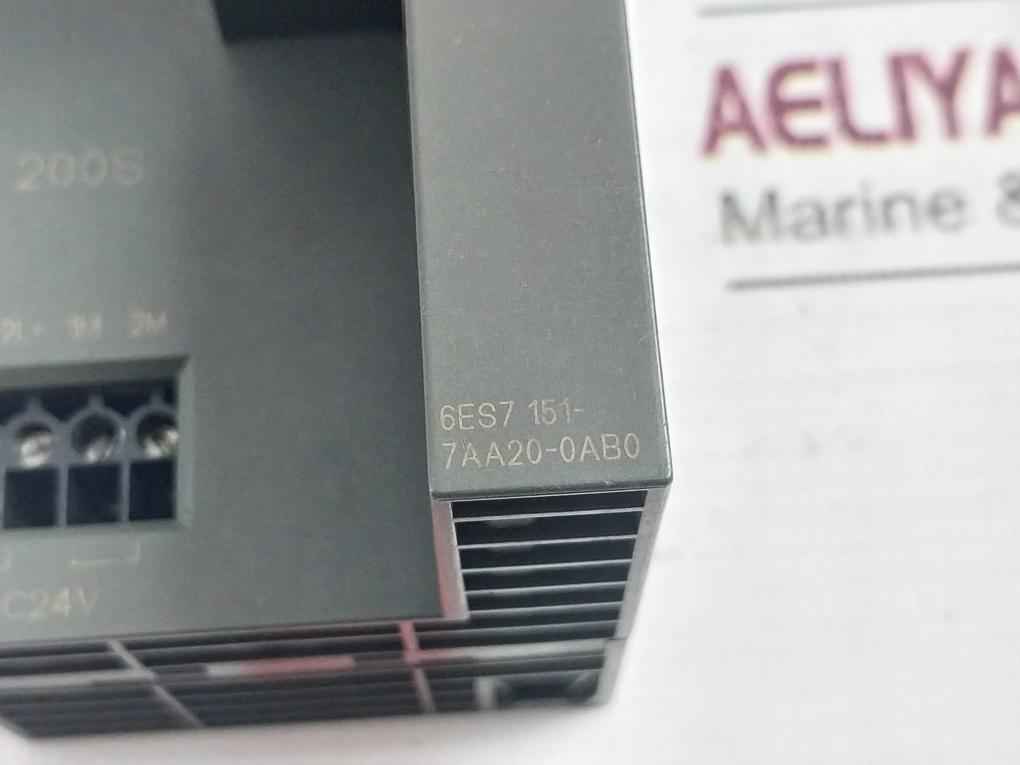 AELIYA
Marine &
200S
2L+ 1M 2M
6ES7 151-
7AA20-0AB0
C24V